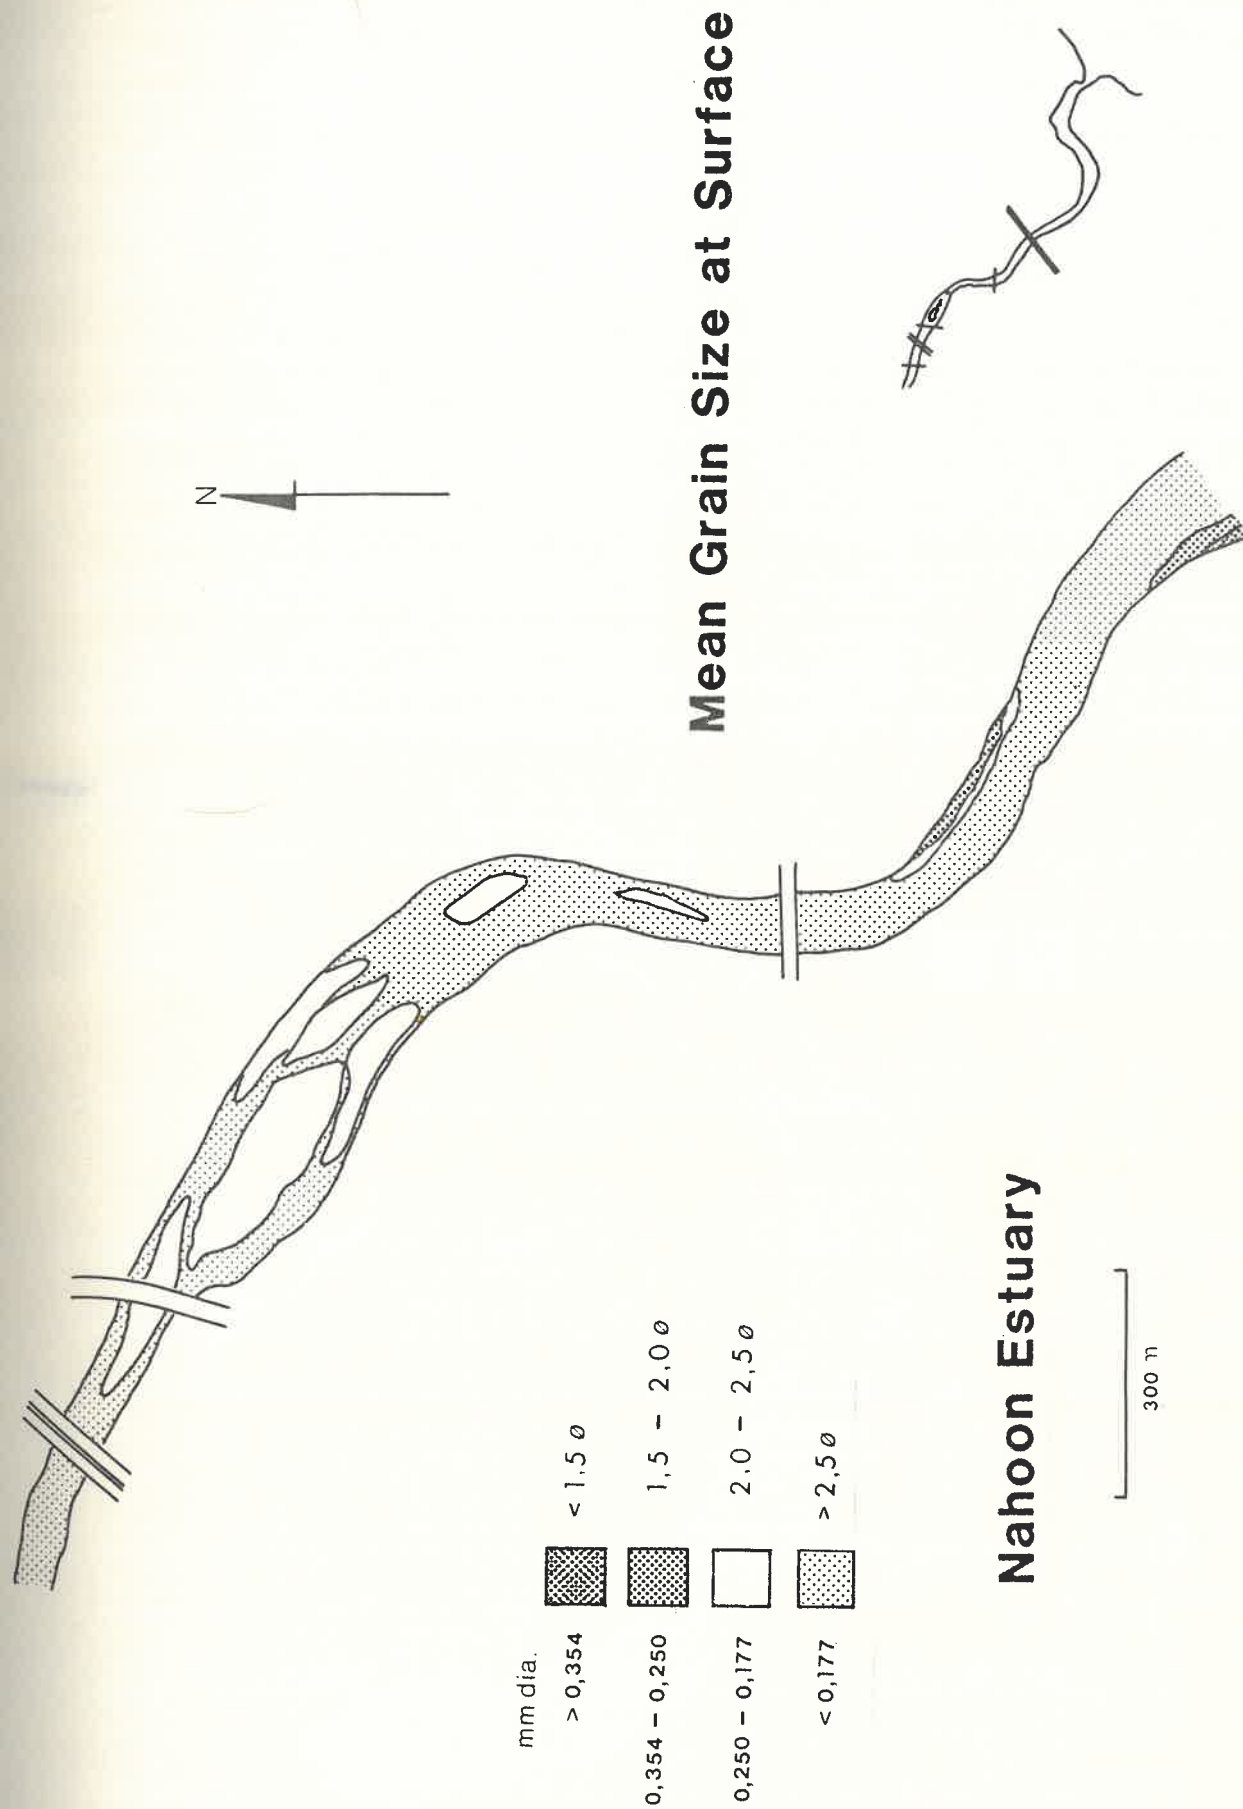 N
Mean Grain Size at Surface
mm dia.
> 0,354 < 1.5 ø
0,354 – 0,250 1,5 – 2.0 ø
0,250 – 0,177 2.0 – 2,5 ø
< 0,177 > 2,5 ø
Nahoon Estuary
300 m